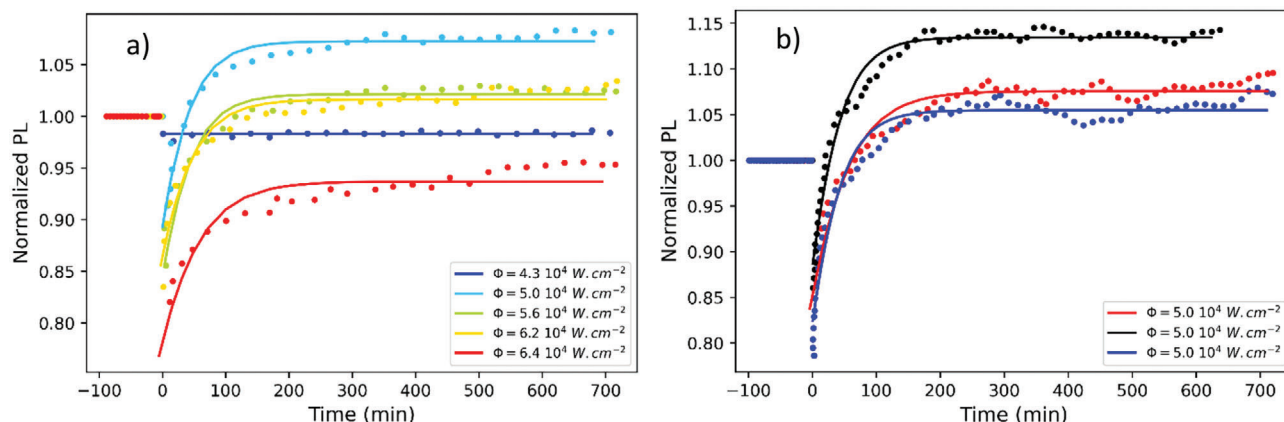 a)
Normalized PL
1.05
1.00
0.95
0.90
0.85
0.80
Φ = 4.3 10⁴ W.cm⁻²
Φ = 5.0 10⁴ W.cm⁻²
Φ = 5.6 10⁴ W.cm⁻²
Φ = 6.2 10⁴ W.cm⁻²
Φ = 6.4 10⁴ W.cm⁻²
−100 0 100 200 300 400 500 600 700
Time (min)
b)
Normalized PL
1.15
1.10
1.05
1.00
0.95
0.90
0.85
0.80
Φ = 5.0 10⁴ W.cm⁻²
Φ = 5.0 10⁴ W.cm⁻²
Φ = 5.0 10⁴ W.cm⁻²
−100 0 100 200 300 400 500 600 700
Time (min)